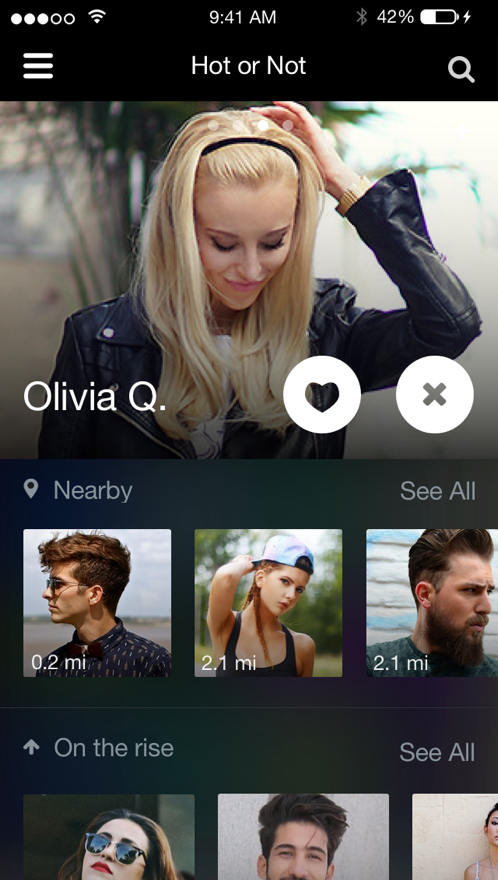 9:41 AM
42%
Hot or Not
Olivia Q.
Nearby
See All
0.2 mi
2.1 mi
2.1 mi
On the rise
See All